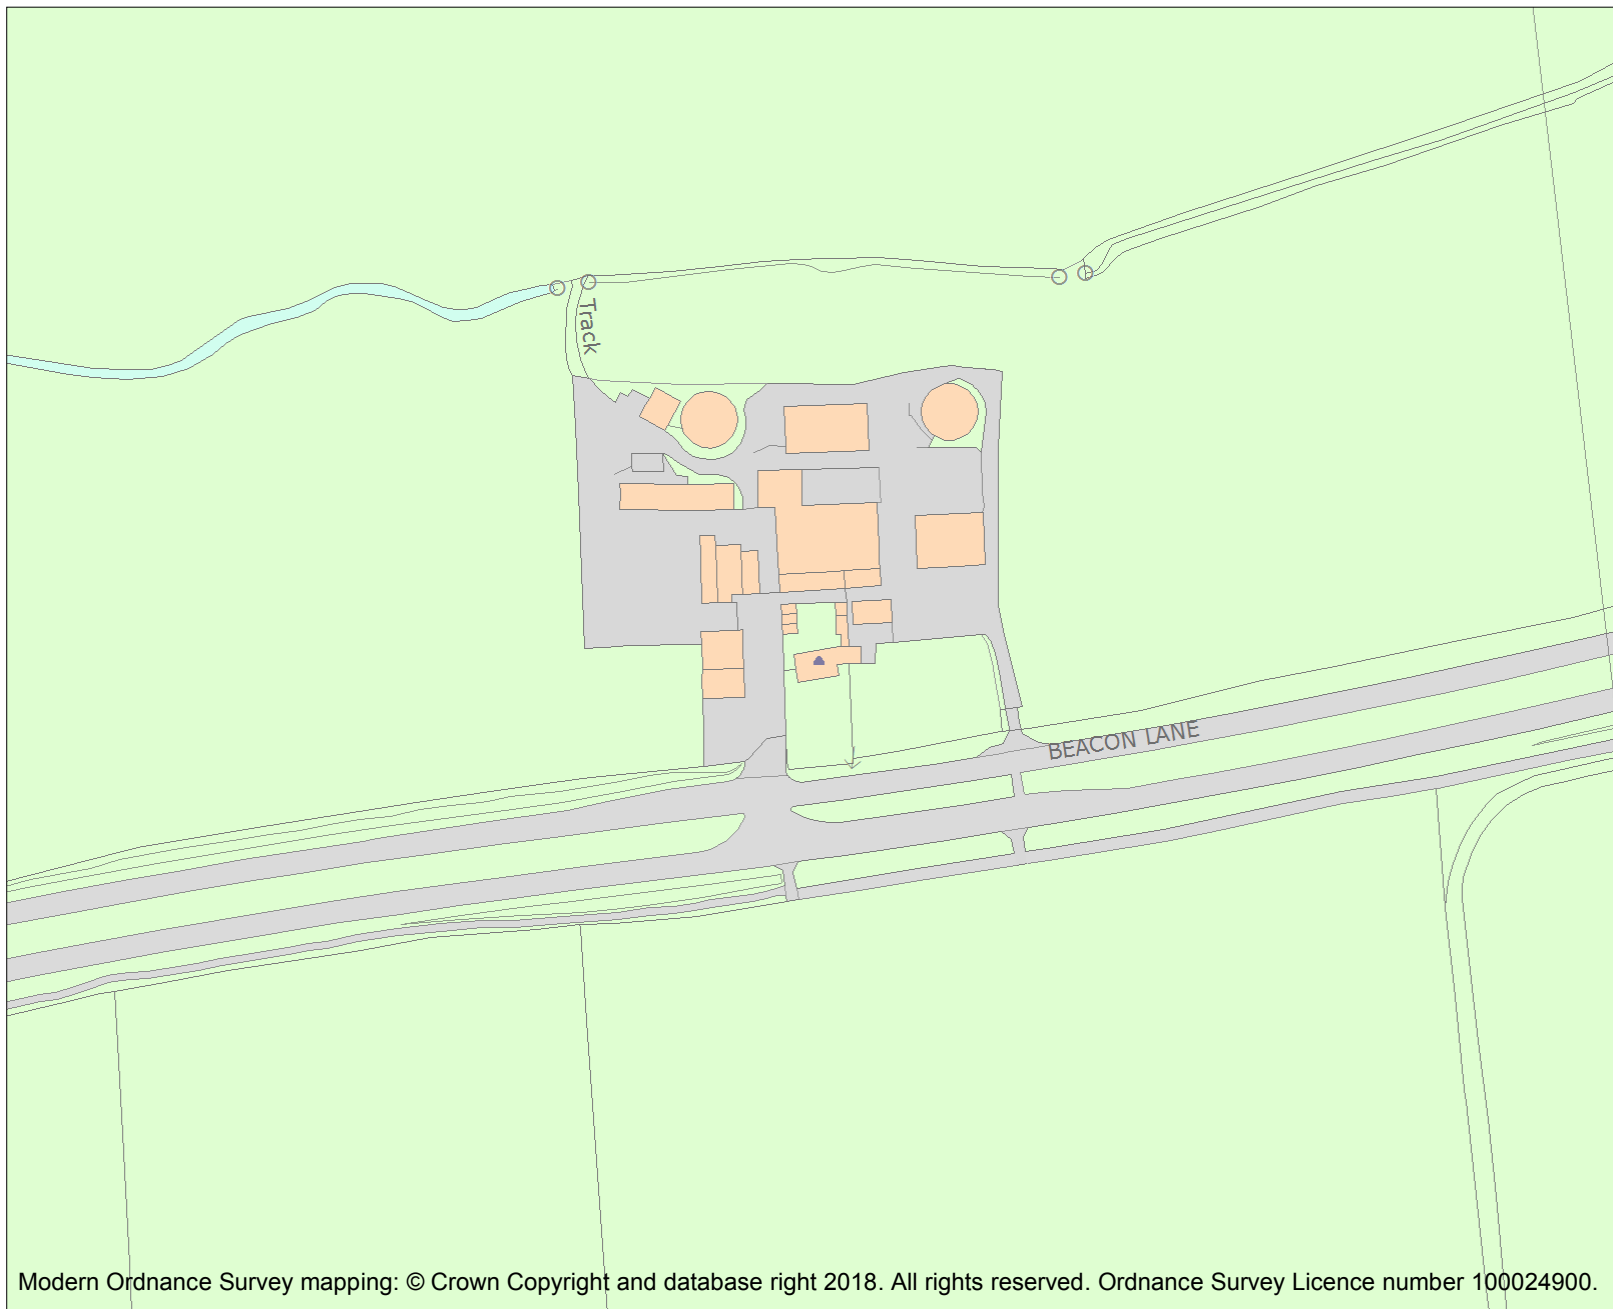 Track
BEACON LANE
Modern Ordnance Survey mapping: © Crown Copyright and database right 2018. All rights reserved. Ordnance Survey Licence number 100024900.